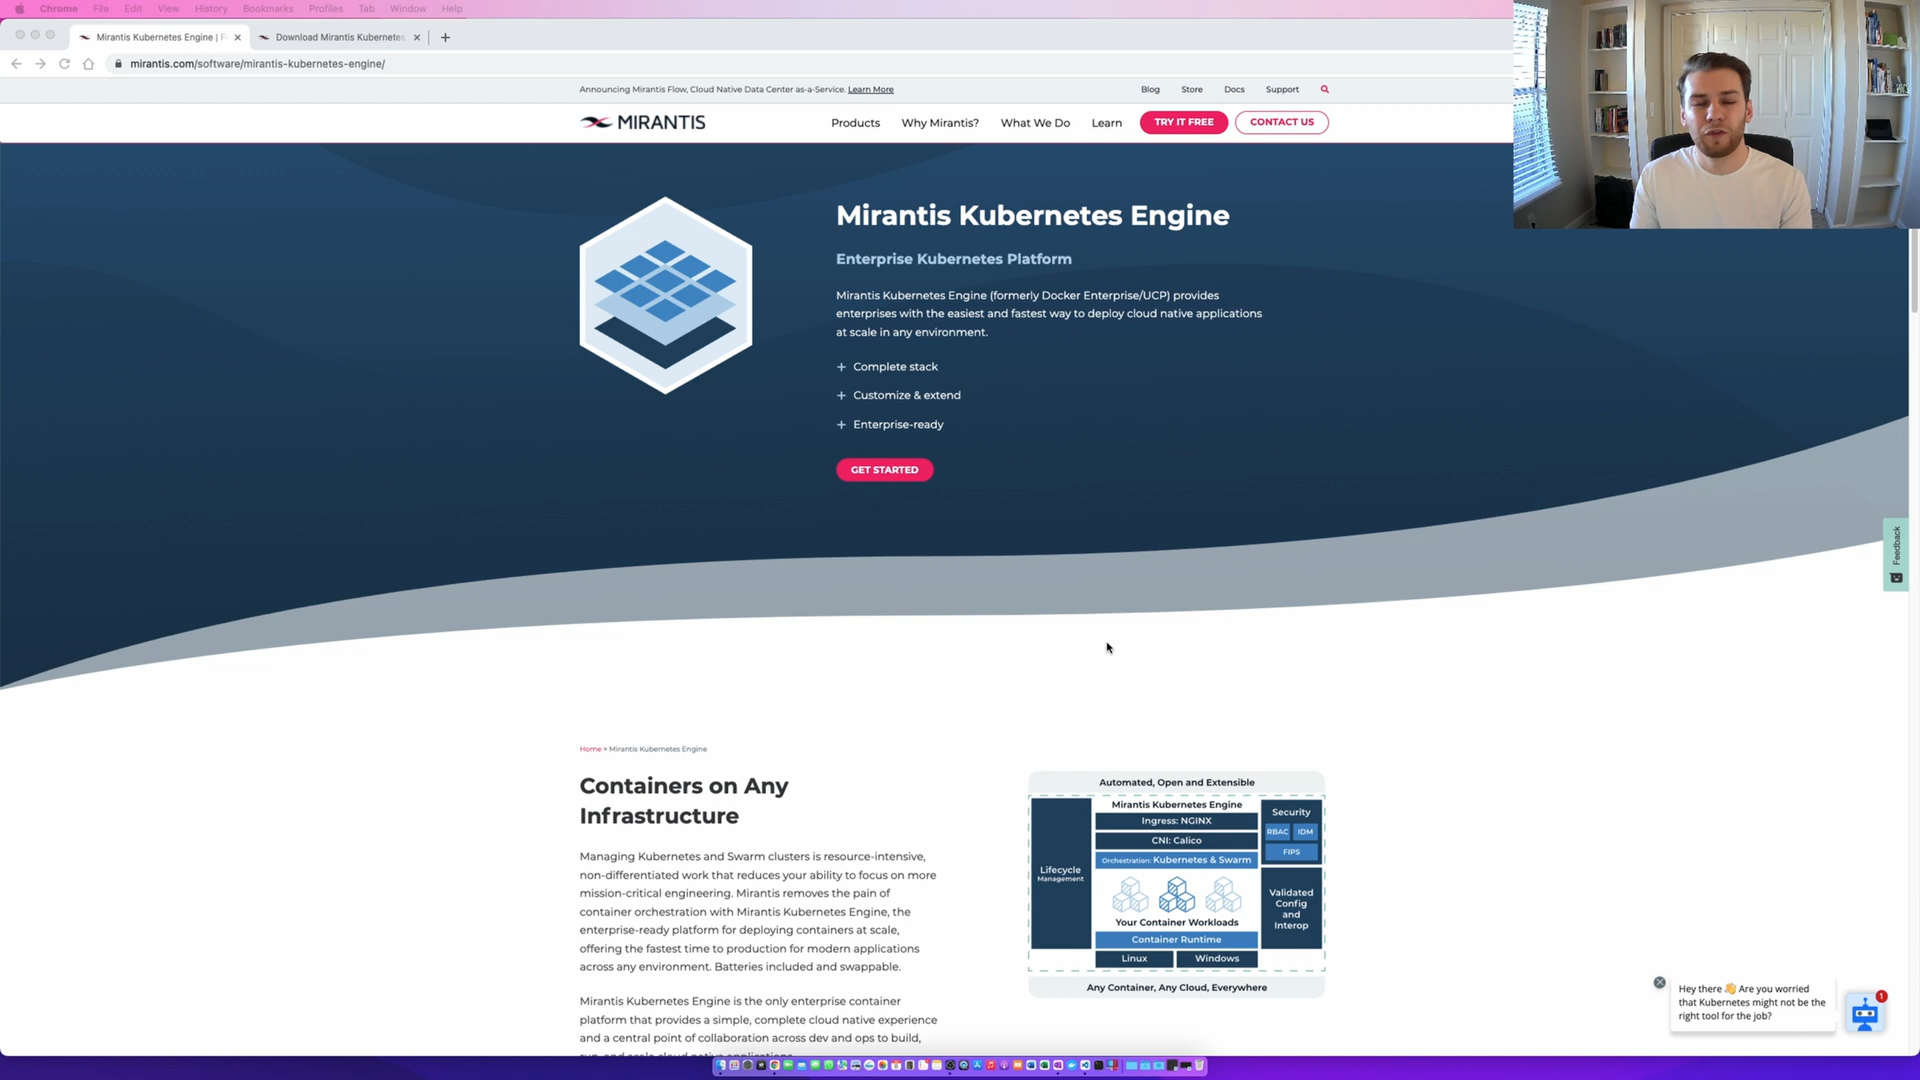 Chrome File Edit View History Bookmarks Profiles Tab Window Help
Mirantis Kubernetes Engine | F
Download Mirantis Kubernetes
mirantis.com/software/mirantis-kubernetes-engine/
Announcing Mirantis Flow, Cloud Native Data Center as-a-Service. Learn More
Blog Store Docs Support
MIRANTIS
Products Why Mirantis? What We Do Learn TRY IT FREE CONTACT US
Mirantis Kubernetes Engine
Enterprise Kubernetes Platform
Mirantis Kubernetes Engine (formerly Docker Enterprise/UCP) provides
enterprises with the easiest and fastest way to deploy cloud native applications
at scale in any environment.
+ Complete stack
+ Customize & extend
+ Enterprise-ready
GET STARTED
Feedback
Home > Mirantis Kubernetes Engine
Containers on Any
Infrastructure
Managing Kubernetes and Swarm clusters is resource-intensive,
non-differentiated work that reduces your ability to focus on more
mission-critical engineering. Mirantis removes the pain of
container orchestration with Mirantis Kubernetes Engine, the
enterprise-ready platform for deploying containers at scale,
offering the fastest time to production for modern applications
across any environment. Batteries included and swappable.
Mirantis Kubernetes Engine is the only enterprise container
platform that provides a simple, complete cloud native experience
and a central point of collaboration across dev and ops to build,
run, and scale cloud native applications.
Automated, Open and Extensible
Lifecycle
Management
Mirantis Kubernetes Engine
Ingress: NGINX
CNI: Calico
Orchestration: Kubernetes & Swarm
Your Container Workloads
Container Runtime
Linux Windows
Security
RBAC IDM
FIPS
Validated
Config
and
Interop
Any Container, Any Cloud, Everywhere
Hey there 👋 Are you worried
that Kubernetes might not be the
right tool for the job?
1